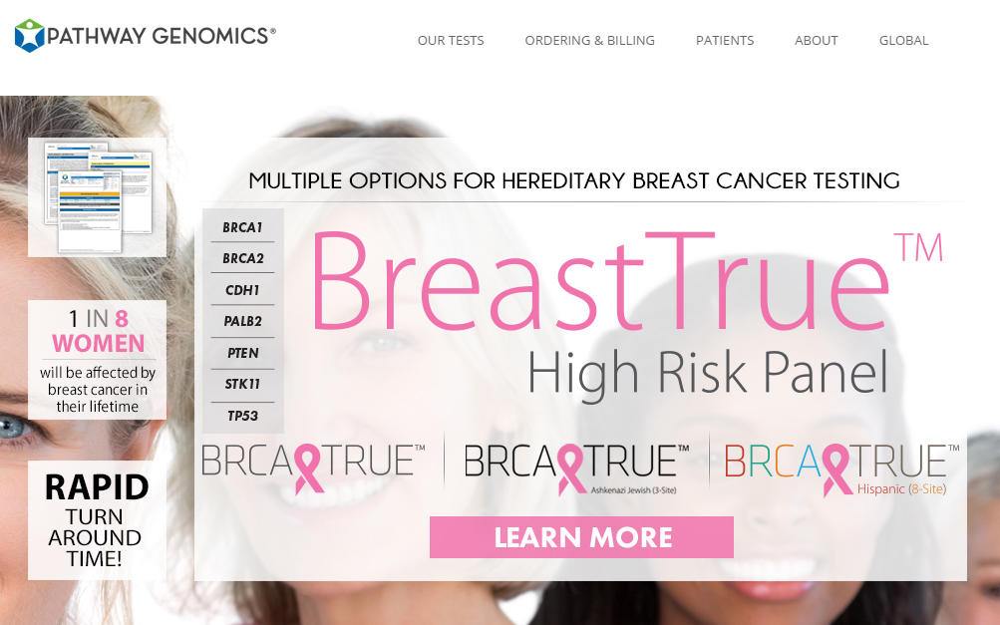 PATHWAY GENOMICS®
OUR TESTS
ORDERING & BILLING
PATIENTS
ABOUT
GLOBAL
MULTIPLE OPTIONS FOR HEREDITARY BREAST CANCER TESTING
BRCA1
BRCA2
CDH1
PALB2
PTEN
STK11
TP53
BreastTrue™
High Risk Panel
1 IN 8
WOMEN
will be affected by
breast cancer in
their lifetime
RAPID
TURN
AROUND
TIME!
BRCA TRUE™
BRCA TRUE™
Ashkenazi Jewish (3-Site)
BRCA TRUE™
Hispanic (8-Site)
LEARN MORE